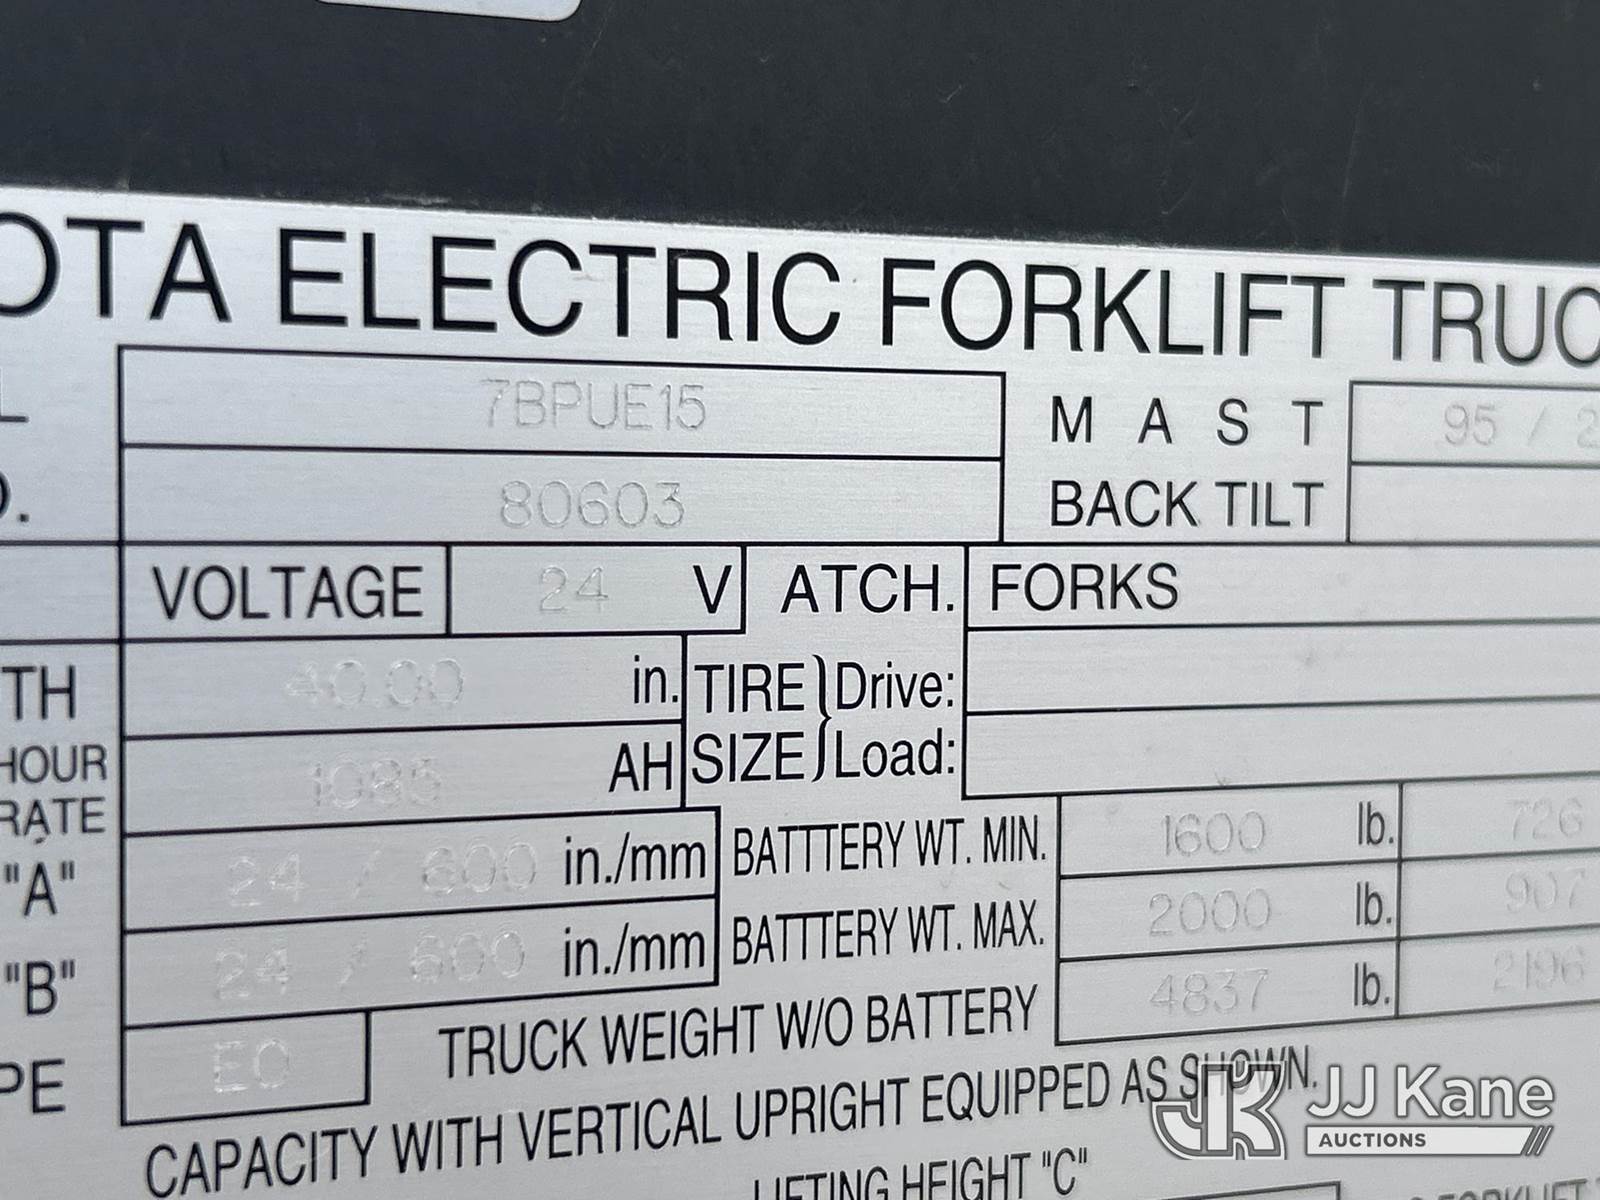 OTA ELECTRIC FORKLIFT TRUC
L 7BPUE15 MAST 95 / 2
O. 80603 BACK TILT
VOLTAGE 24 V ATCH. FORKS
TH 40.00 in. TIRE SIZE Drive:
HOUR RATE 1085 AH Load:
"A" 24 / 600 in./mm BATTTERY WT. MIN. 1600 lb. 726
"B" 24 / 600 in./mm BATTTERY WT. MAX. 2000 lb. 907
PE EO TRUCK WEIGHT W/O BATTERY 4837 lb. 2196
CAPACITY WITH VERTICAL UPRIGHT EQUIPPED AS SHOWN.
LIFTING HEIGHT "C"
JK JJ Kane
AUCTIONS